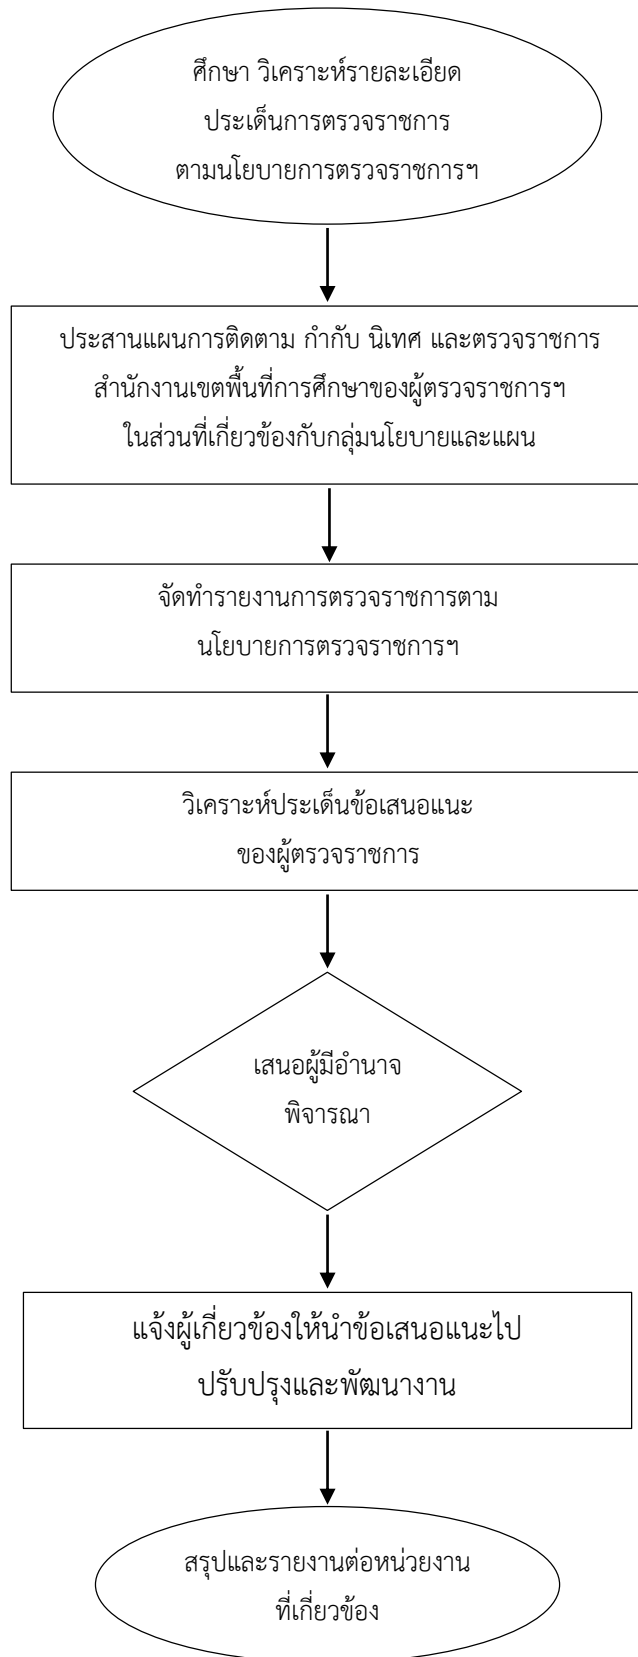 ศึกษา วิเคราะห์รายละเอียด
ประเด็นการตรวจราชการ
ตามนโยบายการตรวจราชการฯ
ประสานแผนการติดตาม กำกับ นิเทศ และตรวจราชการ
สำนักงานเขตพื้นที่การศึกษาของผู้ตรวจราชการฯ
ในส่วนที่เกี่ยวข้องกับกลุ่มนโยบายและแผน
จัดทำรายงานการตรวจราชการตาม
นโยบายการตรวจราชการฯ
วิเคราะห์ประเด็นข้อเสนอแนะ
ของผู้ตรวจราชการ
เสนอผู้มีอำนาจ
พิจารณา
แจ้งผู้เกี่ยวข้องให้นำข้อเสนอแนะไป
ปรับปรุงและพัฒนางาน
สรุปและรายงานต่อหน่วยงาน
ที่เกี่ยวข้อง